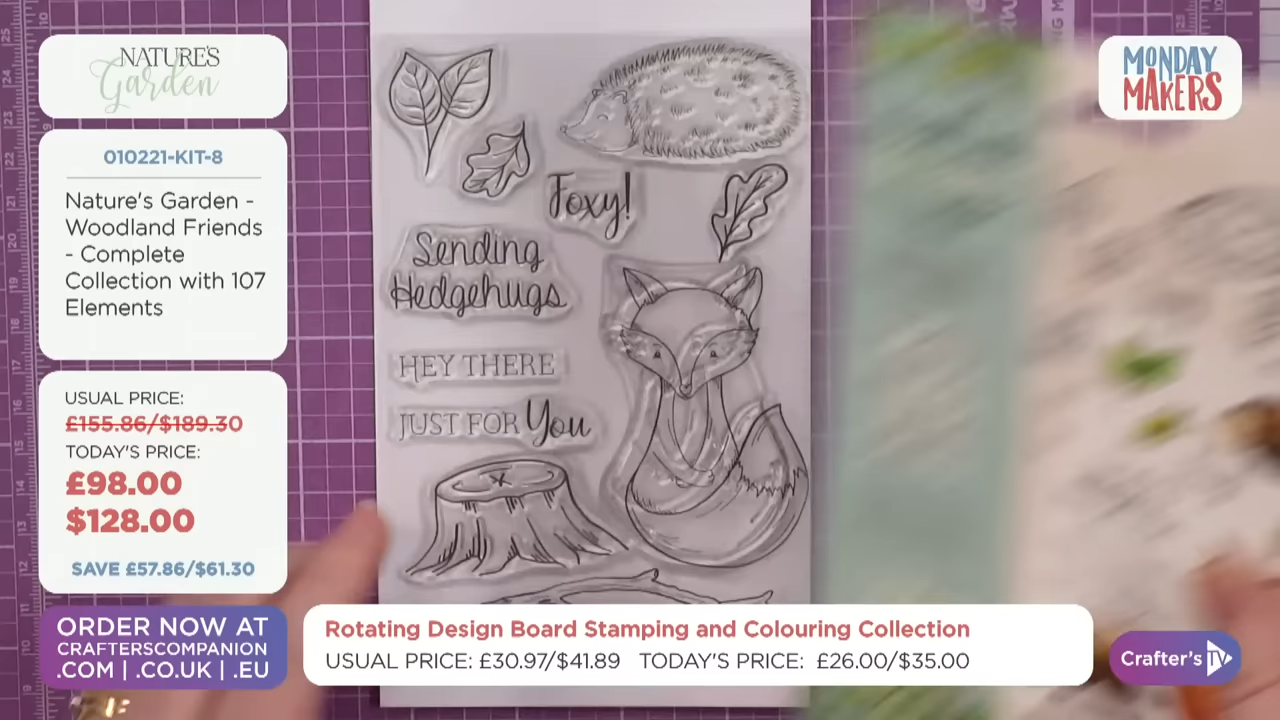 NATURE'S
Garden
010221-KIT-8
Nature's Garden -
Woodland Friends
- Complete
Collection with 107
Elements
USUAL PRICE:
£155.86/$189.30
TODAY'S PRICE:
£98.00
$128.00
SAVE £57.86/$61.30
ORDER NOW AT
CRAFTERSCOMPANION
.COM | .CO.UK | .EU
Foxy!
Sending
Hedgehugs
HEY THERE
JUST FOR You
MONDAY
MAKERS
Rotating Design Board Stamping and Colouring Collection
USUAL PRICE: £30.97/$41.89 TODAY'S PRICE: £26.00/$35.00
Crafter's TV